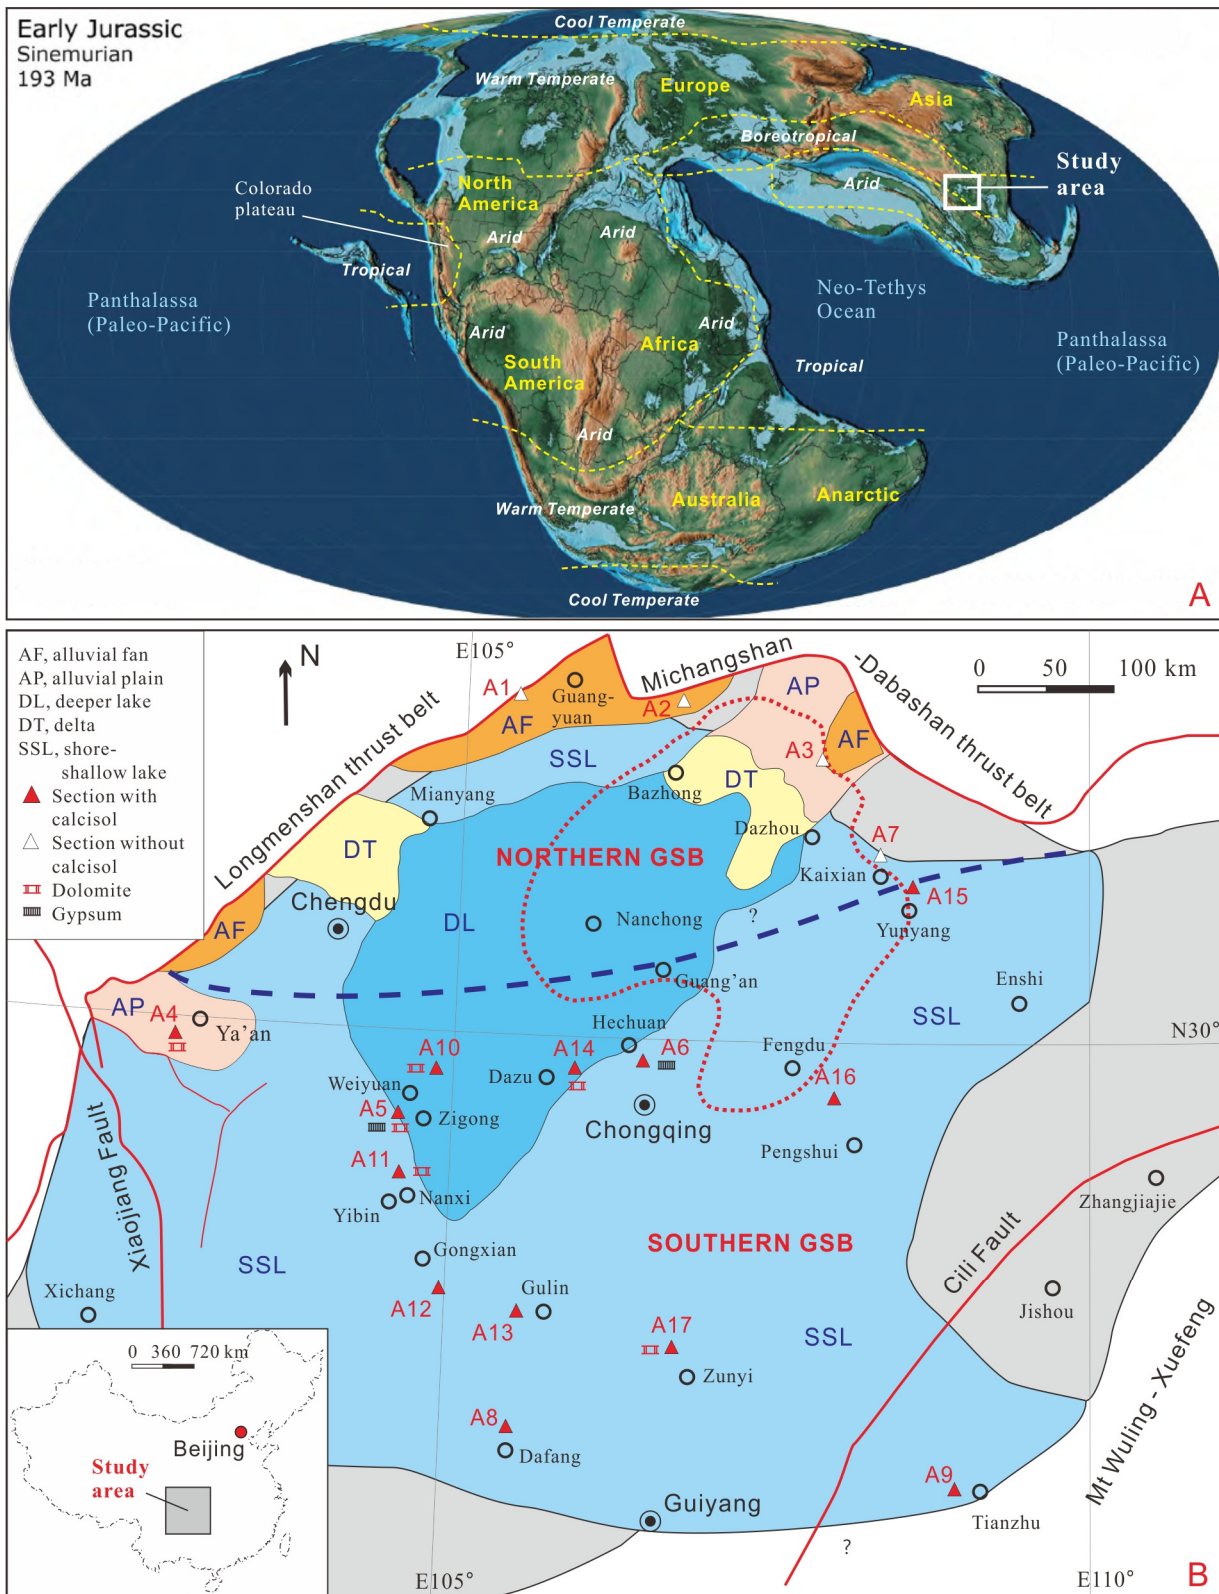 Early Jurassic
Sinemurian
193 Ma
Cool Temperate
Warm Temperate
Europe
Asia
Boreotropical
Study
area
Arid
Colorado
plateau
North
America
Arid
Arid
Tropical
Panthalassa
(Paleo-Pacific)
Neo-Tethys
Ocean
Arid
Africa
Arid
South
America
Tropical
Panthalassa
(Paleo-Pacific)
Arid
Warm Temperate
Australia
Anarctic
Cool Temperate
A
AF, alluvial fan
AP, alluvial plain
DL, deeper lake
DT, delta
SSL, shore-
shallow lake
Section with
calcisol
Section without
calcisol
Dolomite
Gypsum
N
E105°
Michangshan
-Dabashan thrust belt
0 50 100 km
A1
Guang-
yuan
A2
AP
AF
AF
A3
SSL
DT
Bazhong
Mianyang
Longmenshan thrust belt
DT
Dazhou
A7
NORTHERN GSB
Kaixian
A15
Chengdu
DL
Nanchong
?
Yunyang
AF
Guang'an
Enshi
AP
A4
Ya'an
Hechuan
SSL
N30°
A10
A14
A6
Fengdu
A16
Weiyuan
Dazu
A5
Zigong
Chongqing
Pengshui
A11
Nanxi
Yibin
Zhangjiajie
Xiaojiang Fault
SSL
Gongxian
SOUTHERN GSB
Cili Fault
Xichang
A12
Gulin
A13
A17
SSL
Jishou
Zunyi
Mt Wuling - Xuefeng
0 360 720 km
Beijing
Study
area
A8
Dafang
A9
Tianzhu
Guiyang
?
E105°
E110°
B